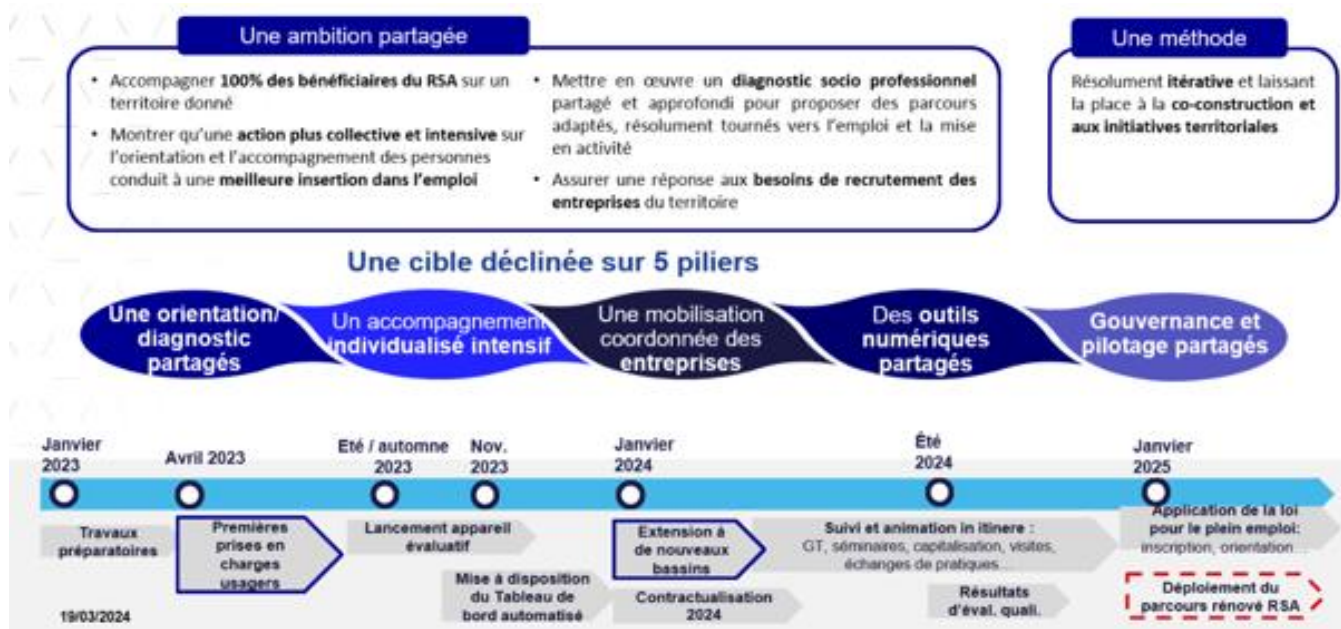 Une ambition partagée
• Accompagner 100% des bénéficiaires du RSA sur un
territoire donné
• Montrer qu'une action plus collective et intensive sur
l'orientation et l'accompagnement des personnes
conduit à une meilleure insertion dans l'emploi
• Mettre en œuvre un diagnostic socio professionnel
partagé et approfondi pour proposer des parcours
adaptés, résolument tournés vers l'emploi et la mise
en activité
• Assurer une réponse aux besoins de recrutement des
entreprises du territoire
Une méthode
Résolument itérative et laissant
la place à la co-construction et
aux initiatives territoriales
Une cible déclinée sur 5 piliers
Une orientation/
diagnostic
partagés
Un accompagnement
individualisé intensif
Une mobilisation
coordonnée des
entreprises
Des outils
numériques
partagés
Gouvernance et
pilotage partagés
Janvier
2023
Avril 2023
Eté / automne
2023
Nov.
2023
Janvier
2024
Été
2024
Janvier
2025
Travaux
préparatoires
Premières
prises en
charges
usagers
Lancement appareil
évaluatif
Mise à disposition
du Tableau de
bord automatisé
Extension à
de nouveaux
bassins
Contractualisation
2024
Suivi et animation in itinere :
GT, séminaires, capitalisation, visites,
échanges de pratiques...
Résultats
d'éval. quali.
Application de la loi
pour le plein emploi:
inscription, orientation...
Déploiement du
parcours rénové RSA
19/03/2024